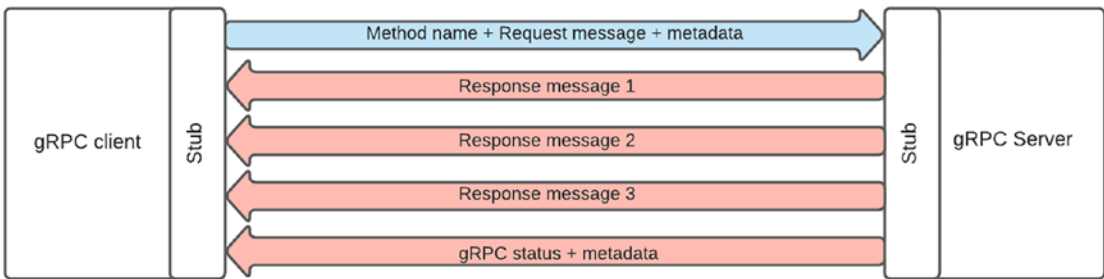 gRPC client
Stub
Method name + Request message + metadata
Response message 1
Response message 2
Response message 3
gRPC status + metadata
Stub
gRPC Server